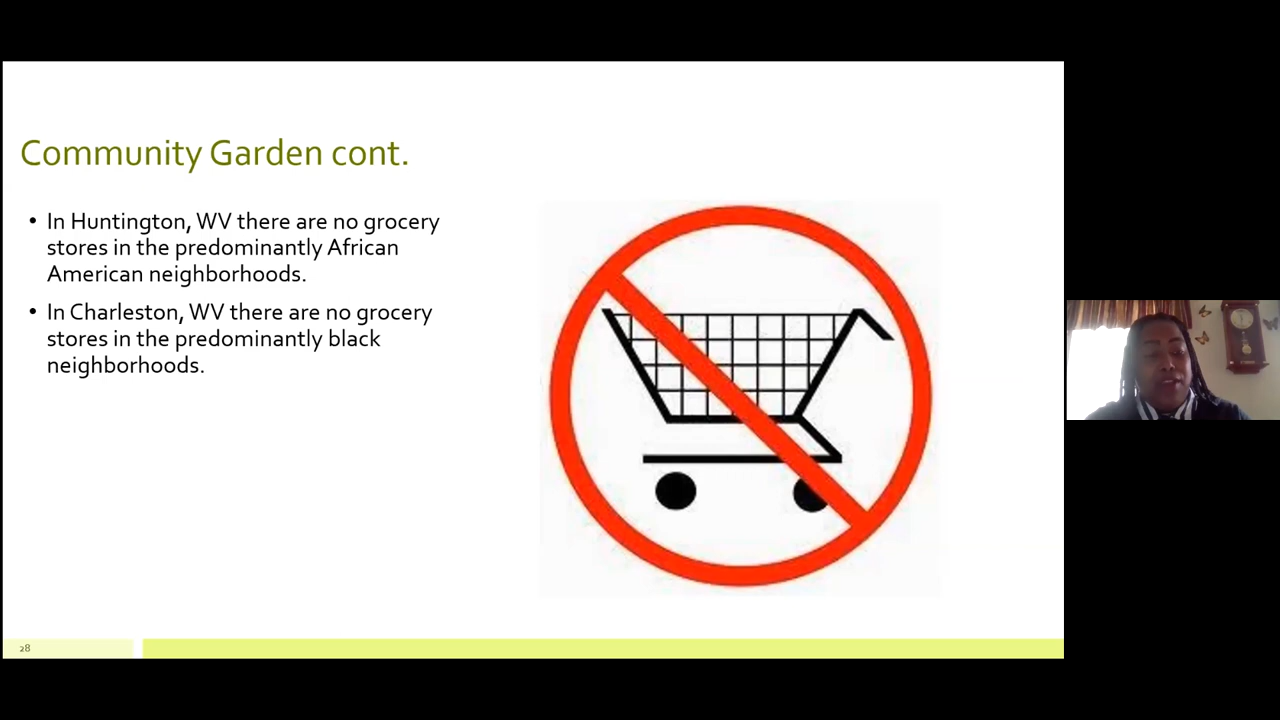 Community Garden cont.
• In Huntington, WV there are no grocery
stores in the predominantly African
American neighborhoods.
• In Charleston, WV there are no grocery
stores in the predominantly black
neighborhoods.
28